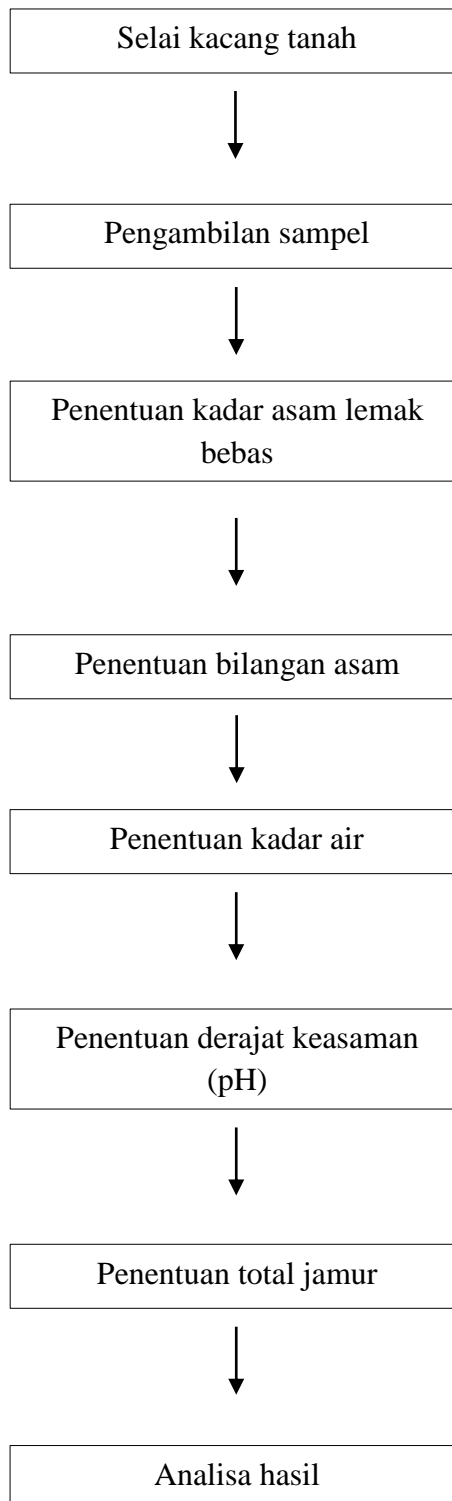 Selai kacang tanah
Pengambilan sampel
Penentuan kadar asam lemak
bebas
Penentuan bilangan asam
Penentuan kadar air
Penentuan derajat keasaman
(pH)
Penentuan total jamur
Analisa hasil